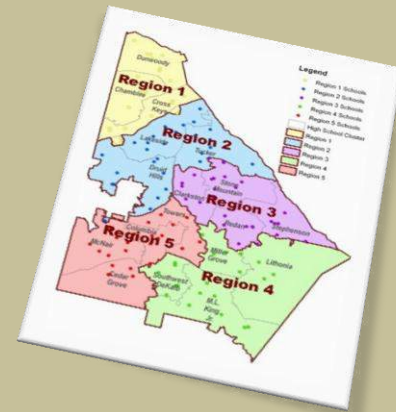 Dunwoody
Region 1
Chamblee
Cross
Keys
Region 2
Lakeside
Tucker
Druid
Hills
Stone
Mountain
Clarkston
Region 3
Redan
Stephenson
Towers
Columbia
Region 5
McNair
Cedar
Grove
Miller
Grove
Lithonia
Region 4
Southwest
DeKalb
M.L.
King
Jr.
Legend
Region 1 Schools
Region 2 Schools
Region 3 Schools
Region 4 Schools
Region 5 Schools
High School Cluster
Region 1
Region 2
Region 3
Region 4
Region 5